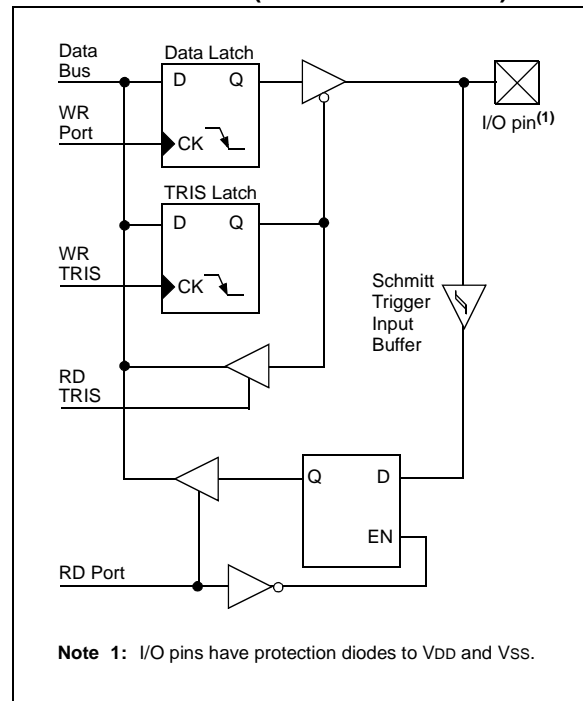 Data
Bus
Data Latch
D Q
WR
Port
CK
I/O pin(1)
TRIS Latch
D Q
WR
TRIS
CK
Schmitt
Trigger
Input
Buffer
RD
TRIS
Q D
EN
RD Port
Note 1: I/O pins have protection diodes to VDD and VSS.